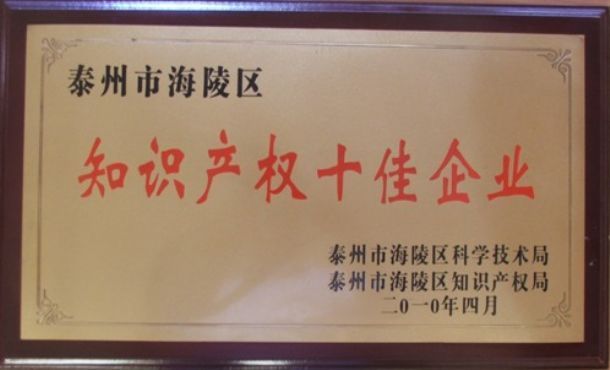 泰州市海陵区
知识产权十佳企业
泰州市海陵区科学技术局
泰州市海陵区知识产权局
二0一0年四月